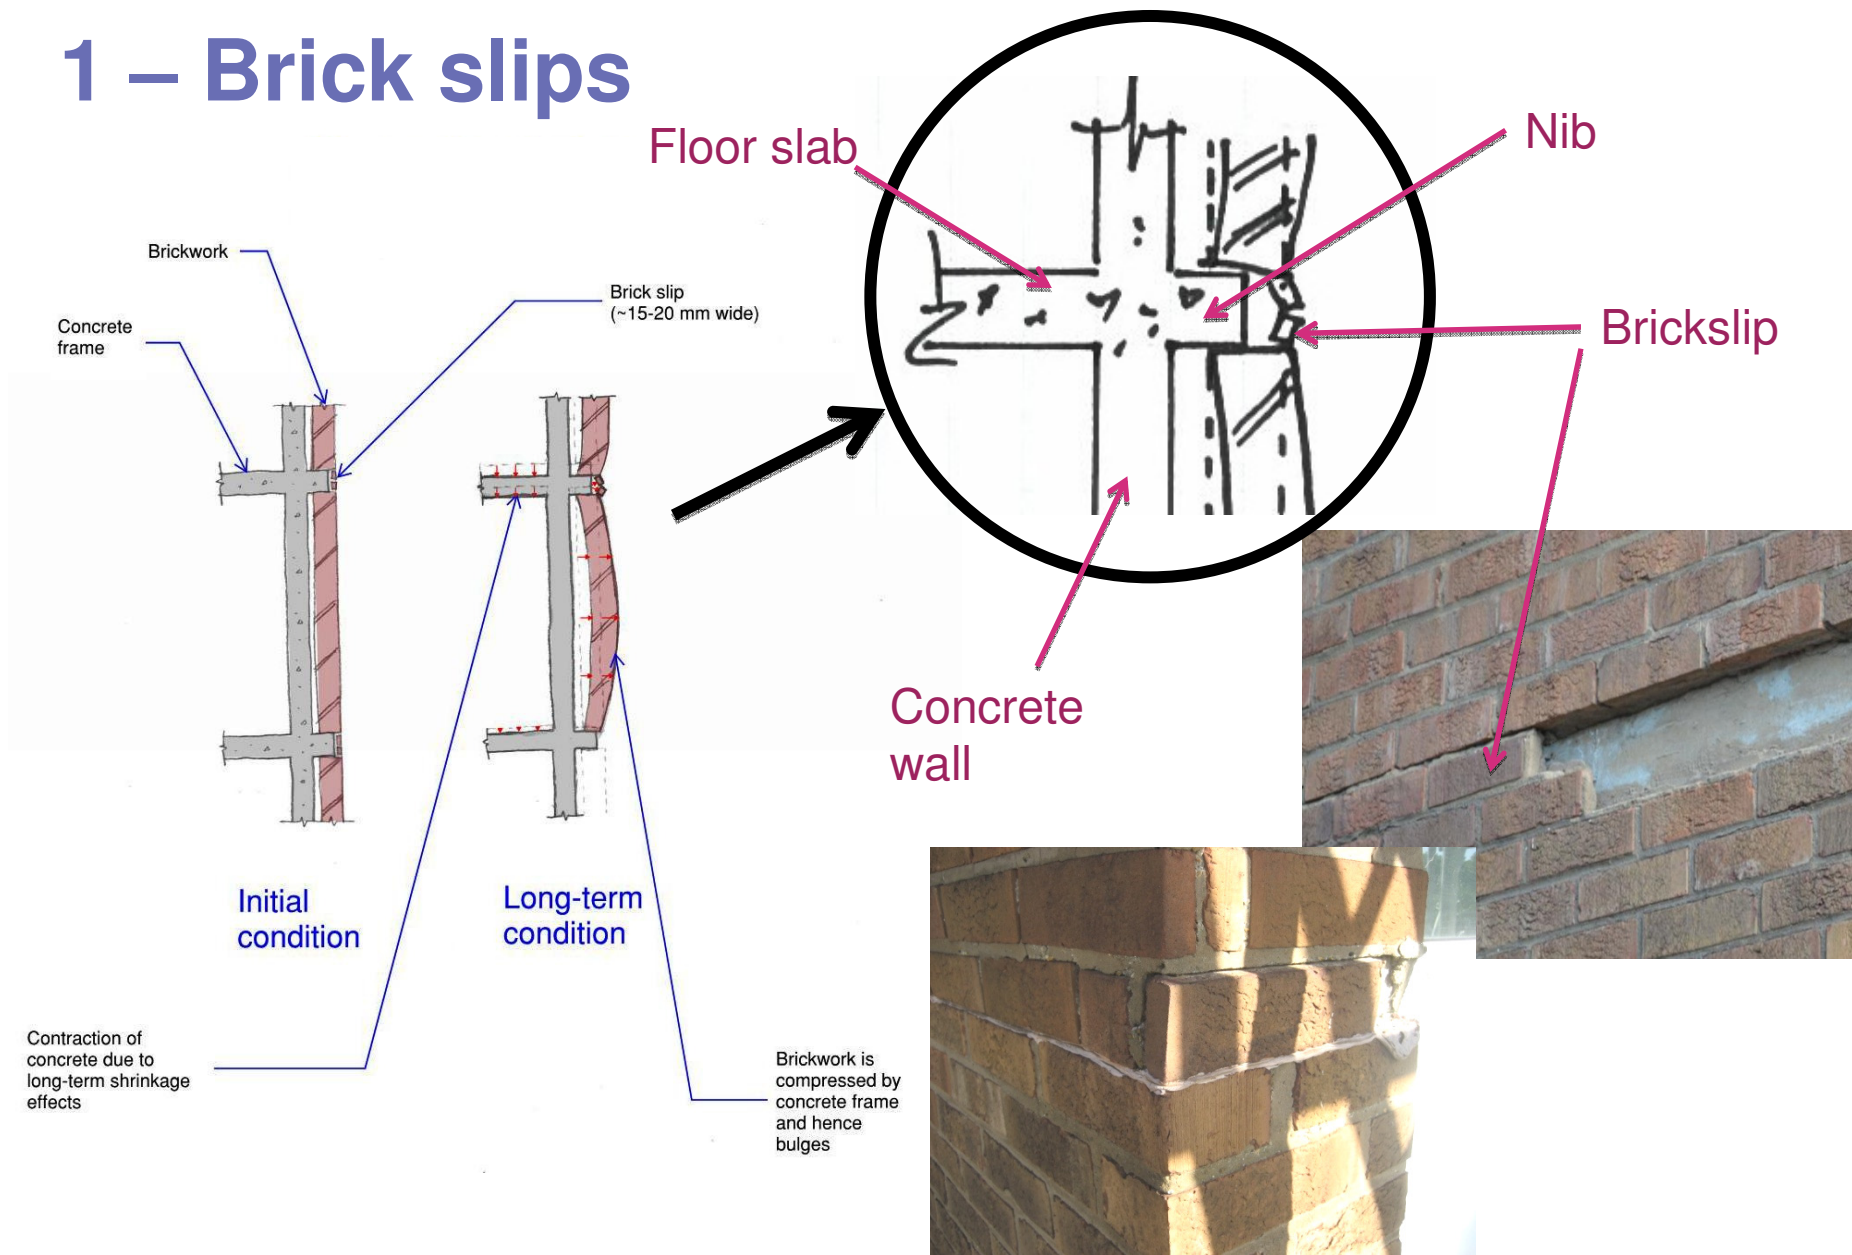 1 – Brick slips
Floor slab
Nib
Brickslip
Concrete
wall
Brickwork
Brick slip
(~15-20 mm wide)
Concrete
frame
Initial
condition
Long-term
condition
Contraction of
concrete due to
long-term shrinkage
effects
Brickwork is
compressed by
concrete frame
and hence
bulges